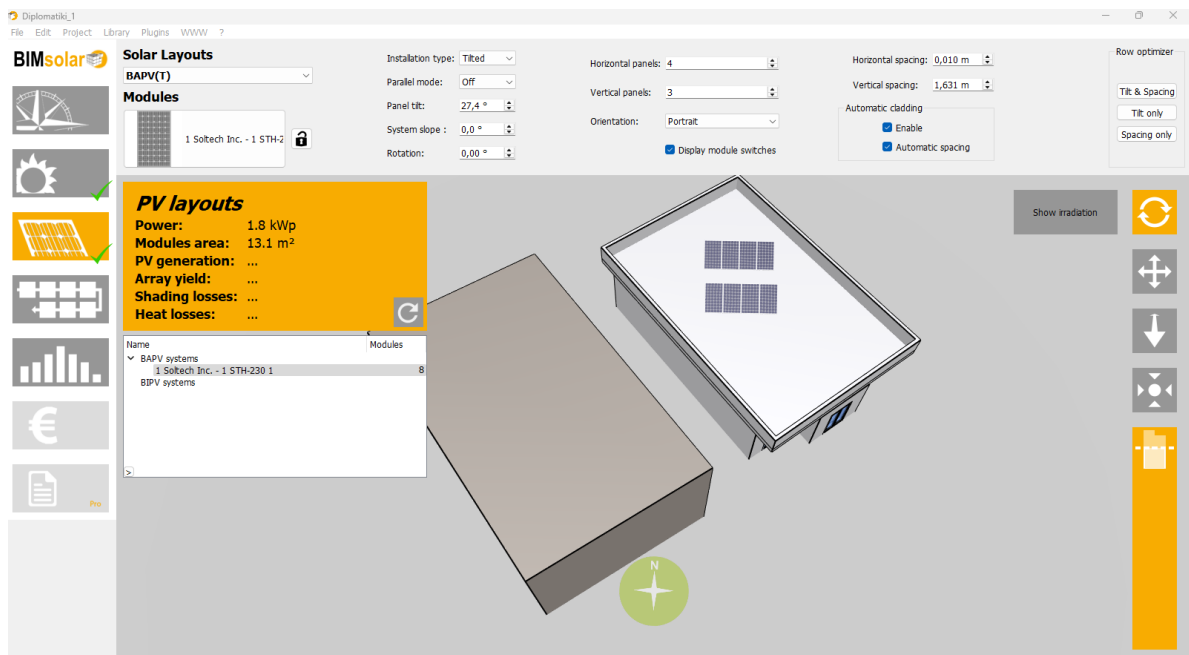 Diplomatiki_1
File Edit Project Library Plugins WWW ?
BIMsolar
Solar Layouts
BAPV(T)
Modules
1 Soltech Inc. - 1 STH-2
Installation type: Tilted
Parallel mode: Off
Panel tilt: 27,4 °
System slope : 0,0 °
Rotation: 0,00 °
Horizontal panels: 4
Vertical panels: 3
Orientation: Portrait
Display module switches
Horizontal spacing: 0,010 m
Vertical spacing: 1,631 m
Automatic cladding
Enable
Automatic spacing
Row optimizer
Tilt & Spacing
Tilt only
Spacing only
PV layouts
Power: 1.8 kWp
Modules area: 13.1 m²
PV generation: ...
Array yield: ...
Shading losses: ...
Heat losses: ...
Name Modules
BAPV systems
1 Soltech Inc. - 1 STH-230 1 8
BIPV systems
>
Show irradiation
N
€
Pro